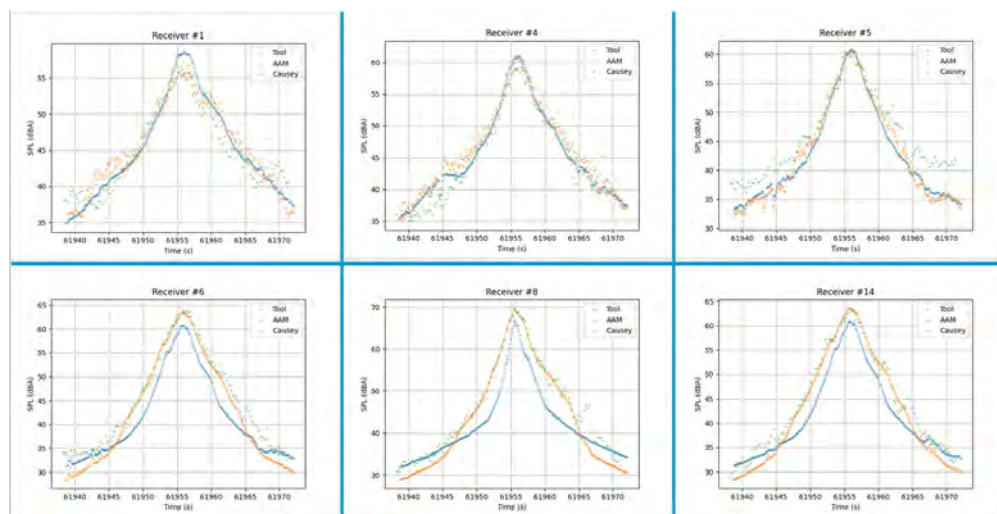 Receiver #1
Tool
AAM
Causey
55
50
45
40
35
SPL (dBA)
61940 61945 61950 61955 61960 61965 61970
Time (s)
Receiver #4
Tool
AAM
Causey
60
55
50
45
40
35
SPL (dBA)
61940 61945 61950 61955 61960 61965 61970
Time (s)
Receiver #5
Tool
AAM
Causey
60
55
50
45
40
35
30
SPL (dBA)
61940 61945 61950 61955 61960 61965 61970
Time (s)
Receiver #6
Tool
AAM
Causey
65
60
55
50
45
40
35
30
SPL (dBA)
61940 61945 61950 61955 61960 61965 61970
Time (s)
Receiver #8
Tool
AAM
Causey
70
60
50
40
30
SPL (dBA)
61940 61945 61950 61955 61960 61965 61970
Time (s)
Receiver #14
Tool
AAM
Causey
65
60
55
50
45
40
35
30
SPL (dBA)
61940 61945 61950 61955 61960 61965 61970
Time (s)